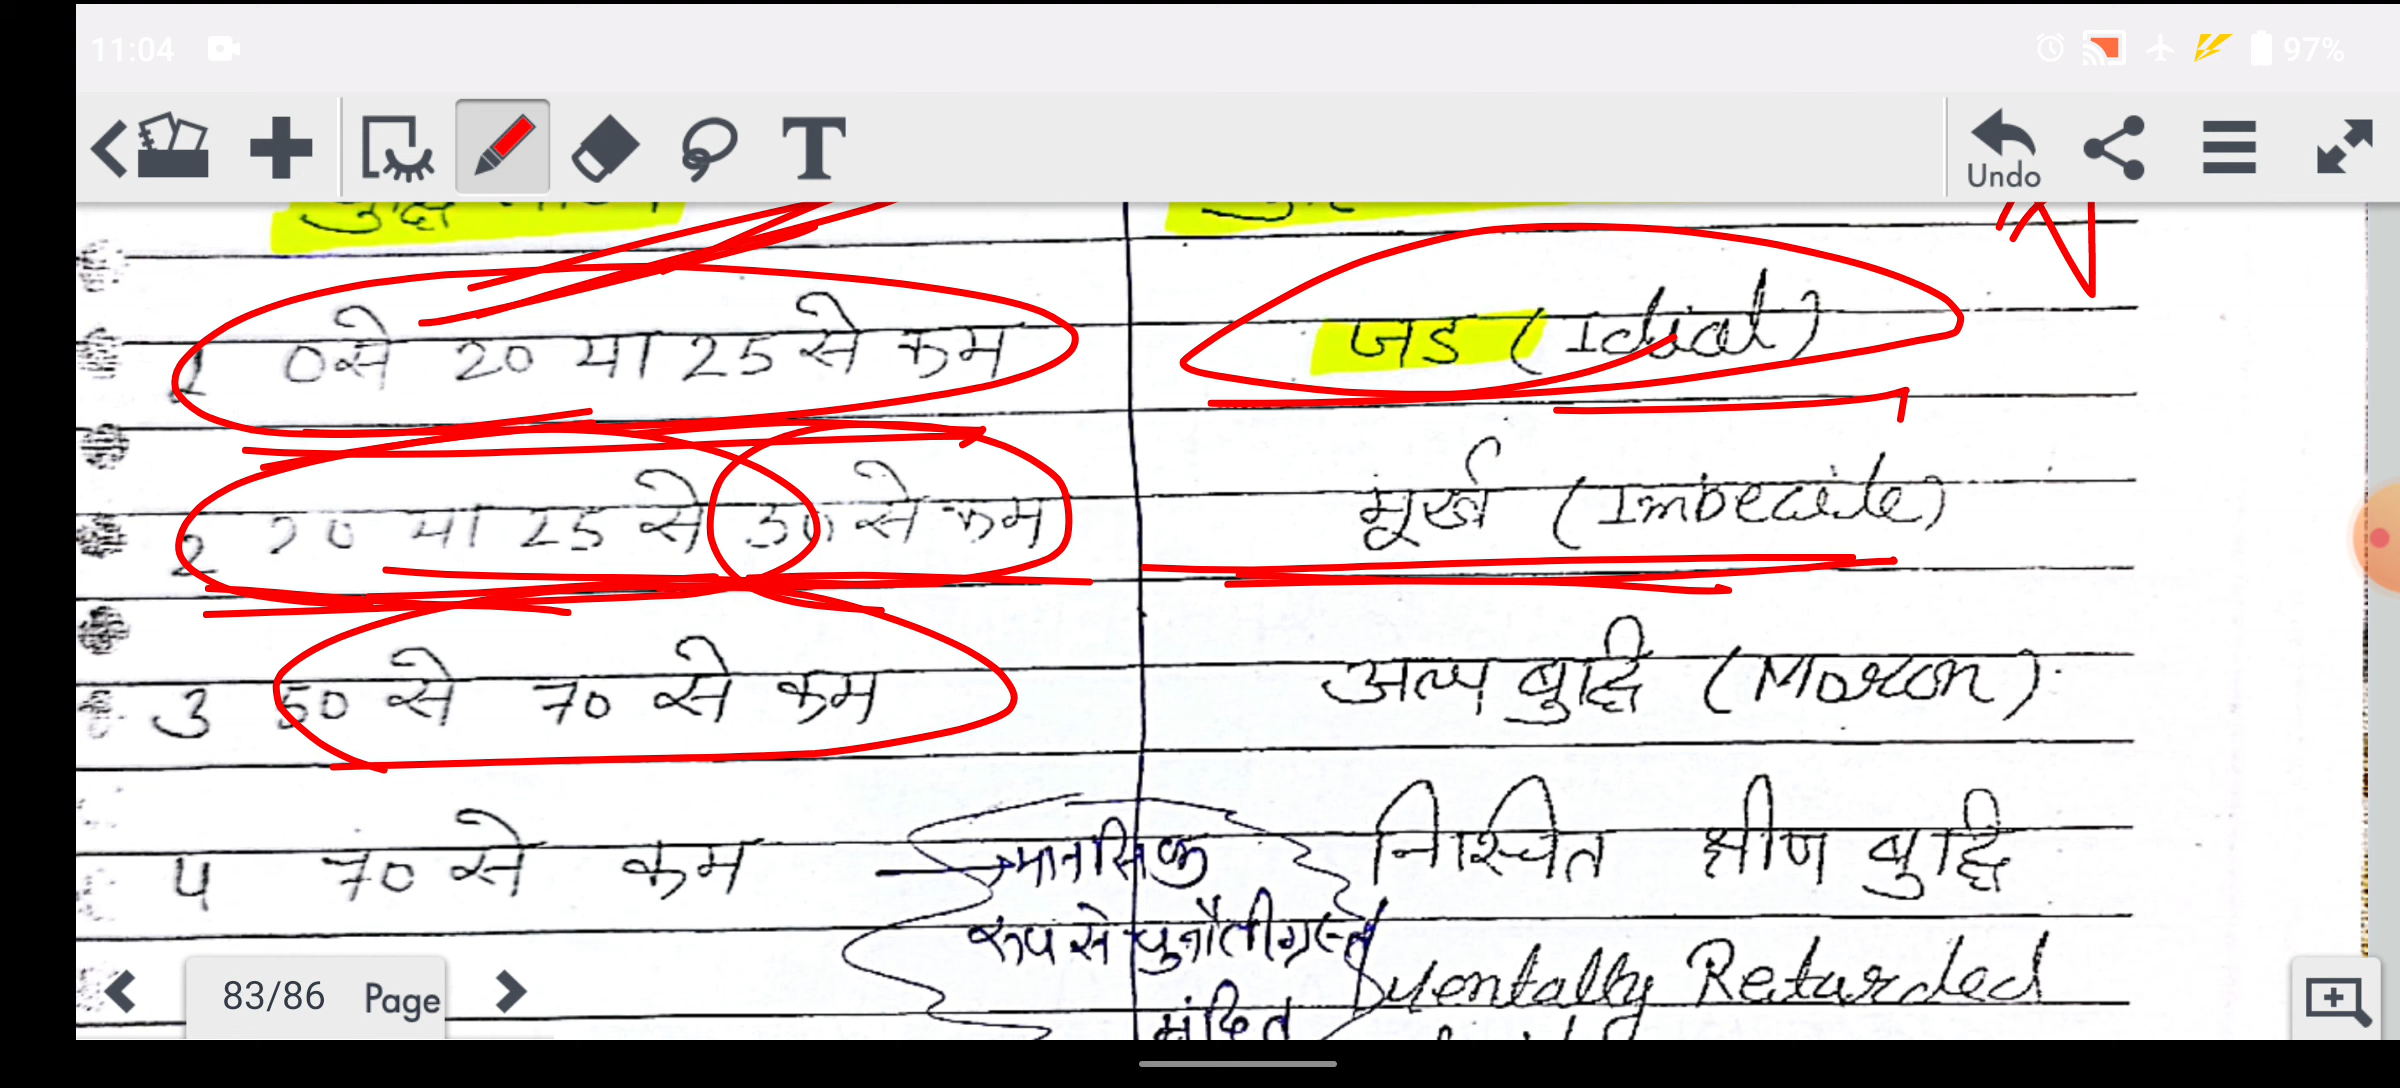 11:04
97%
Undo
1 0 से 20 या 25 से कम
जड (Idiot)
2 20 या 25 से 50 से कम
मूर्ख (Imbecile)
3 50 से 70 से कम
अल्प बुद्धि (Moron)
4 70 से कम
निश्चित क्षीण बुद्धि
→ मानसिक
रूप से चुनौतीग्रस्त
Mentally Retarded
मंदित
83/86 Page